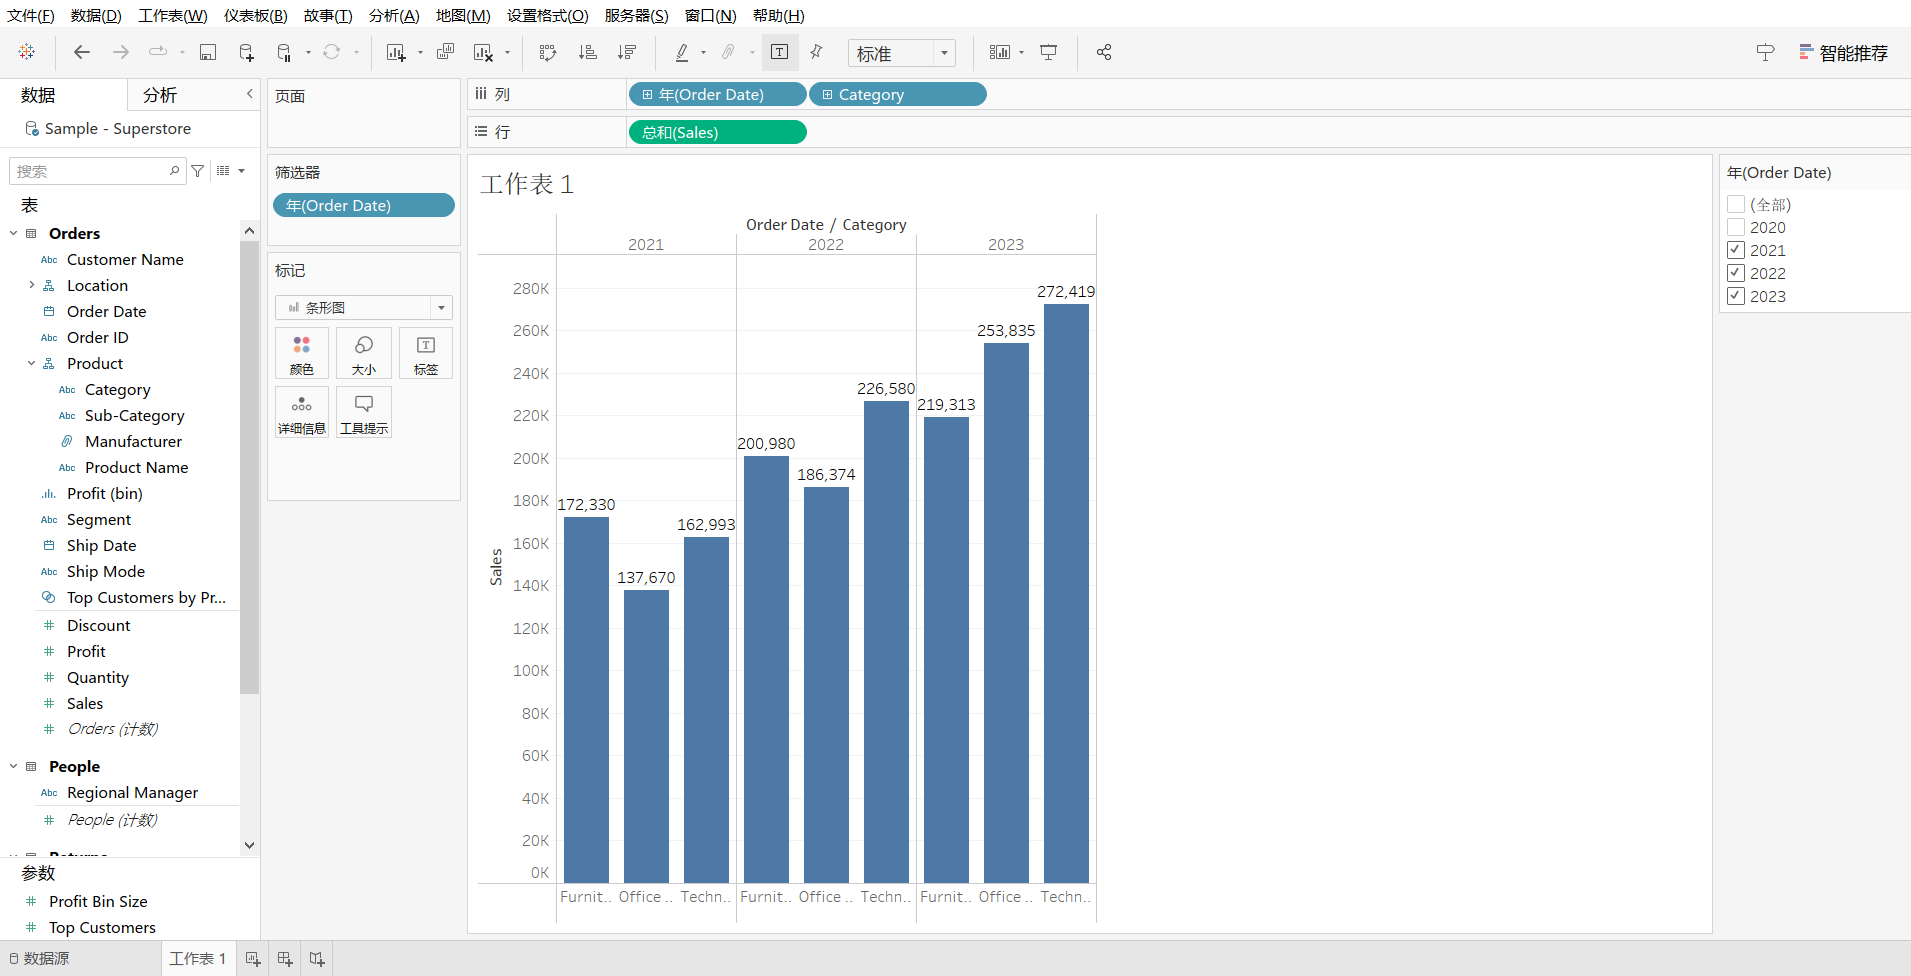 文件(F) 数据(D) 工作表(W) 仪表板(B) 故事(T) 分析(A) 地图(M) 设置格式(O) 服务器(S) 窗口(N) 帮助(H)
标准
智能推荐
数据 分析
Sample - Superstore
搜索
表
Orders
Abc Customer Name
Location
Order Date
Abc Order ID
Product
Abc Category
Abc Sub-Category
Manufacturer
Abc Product Name
Profit (bin)
Abc Segment
Ship Date
Abc Ship Mode
Top Customers by Pr...
Discount
Profit
Quantity
Sales
Orders (计数)
People
Abc Regional Manager
People (计数)
参数
Profit Bin Size
Top Customers
页面
筛选器
年(Order Date)
标记
条形图
颜色 大小 标签
详细信息 工具提示
列 年(Order Date) Category
行 总和(Sales)
工作表 1
Order Date / Category
2021 2022 2023
Sales
280K
260K
240K
220K
200K
180K
160K
140K
120K
100K
80K
60K
40K
20K
0K
172,330
137,670
162,993
200,980
186,374
226,580
219,313
253,835
272,419
Furnit.. Office .. Techn.. Furnit.. Office .. Techn.. Furnit.. Office .. Techn..
年(Order Date)
(全部)
2020
2021
2022
2023
数据源 工作表 1